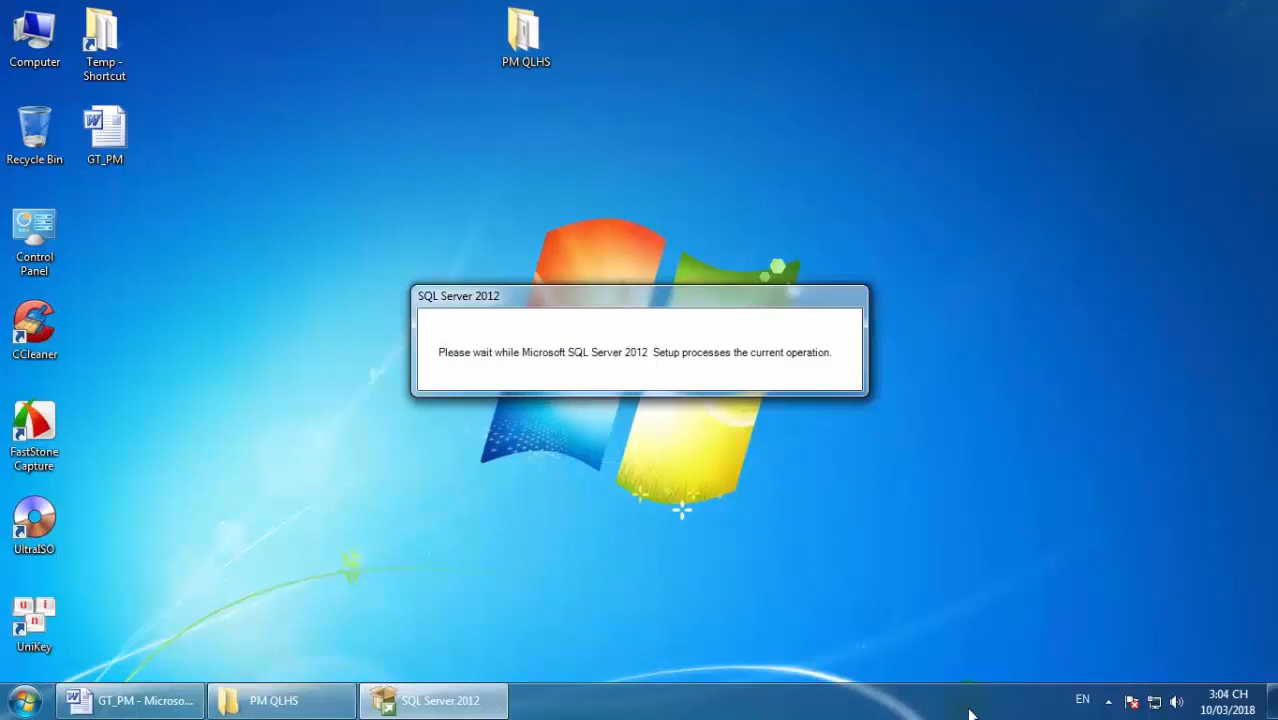 Computer
Temp -
Shortcut
PM QLHS
Recycle Bin
GT_PM
Control
Panel
CCleaner
FastStone
Capture
UltraISO
UniKey
SQL Server 2012
Please wait while Microsoft SQL Server 2012  Setup processes the current operation.
GT_PM - Microso...
PM QLHS
SQL Server 2012
EN
3:04 CH
10/03/2018